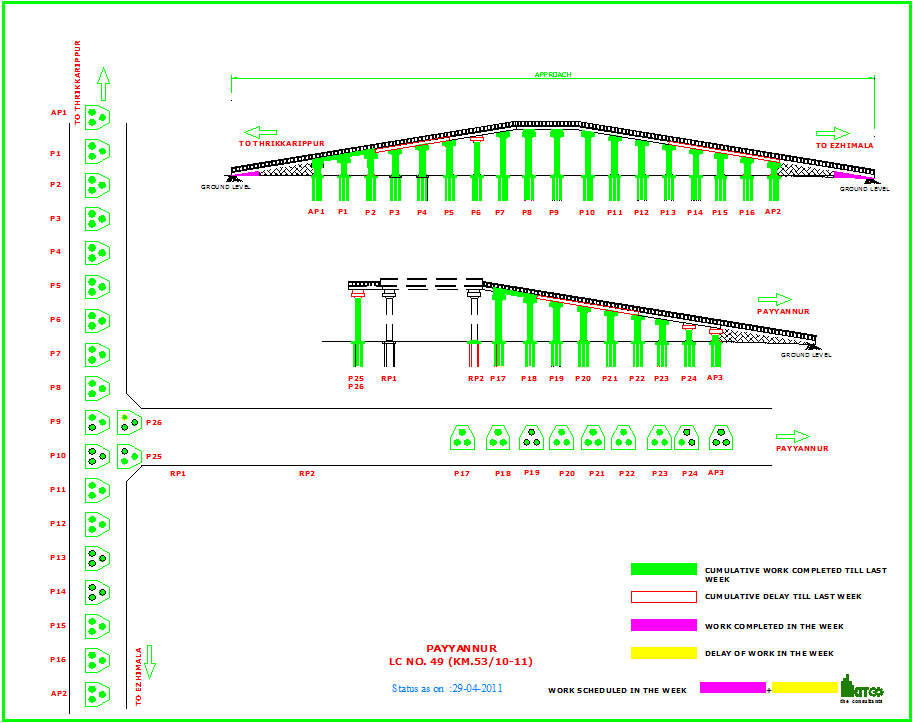 TO THRIKKARIPPUR
AP1
P1
P2
P3
P4
P5
P6
P7
P8
P9
P10
P11
P12
P13
P14
P15
P16
AP2
TO EZHIMALA
P26
P25
APPROACH
TO THRIKKARIPPUR
TO EZHIMALA
GROUND LEVEL
GROUND LEVEL
AP1 P1 P2 P3 P4 P5 P6 P7 P8 P9 P10 P11 P12 P13 P14 P15 P16 AP2
PAYYANNUR
GROUND LEVEL
P25 RP1 RP2 P17 P18 P19 P20 P21 P22 P23 P24 AP3
P26
PAYYANNUR
RP1 RP2 P17 P18 P19 P20 P21 P22 P23 P24 AP3
CUMULATIVE WORK COMPLETED TILL LAST
WEEK
CUMULATIVE DELAY TILL LAST WEEK
WORK COMPLETED IN THE WEEK
DELAY OF WORK IN THE WEEK
WORK SCHEDULED IN THE WEEK +
PAYYANNUR
LC NO. 49 (KM.53/10-11)
Status as on :29-04-2011
KITCO
the consultants